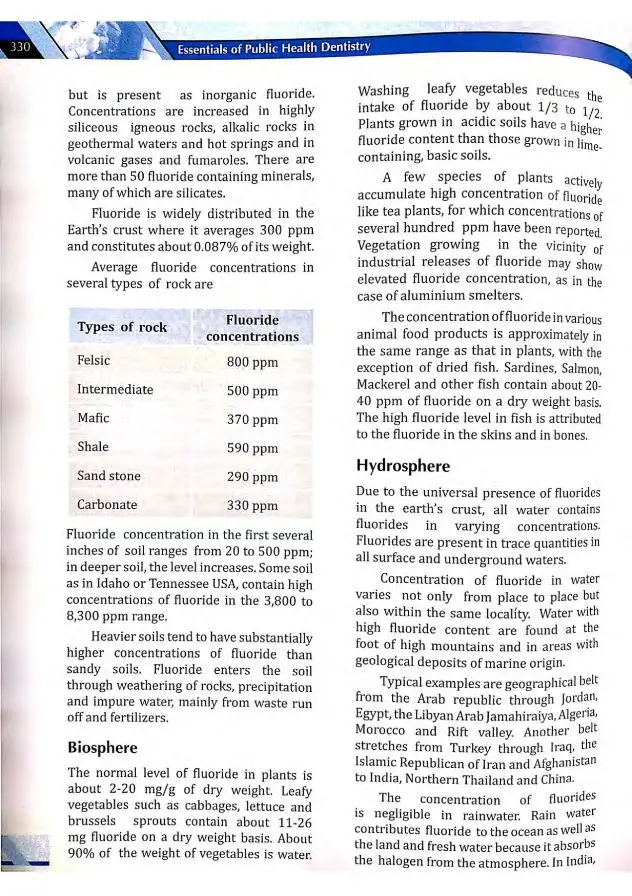 330
Essentials of Public Health Dentistry
but is present as inorganic fluoride.
Concentrations are increased in highly
siliceous igneous rocks, alkalic rocks in
geothermal waters and hot springs and in
volcanic gases and fumaroles. There are
more than 50 fluoride containing minerals,
many of which are silicates.
Fluoride is widely distributed in the
Earth's crust where it averages 300 ppm
and constitutes about 0.087% of its weight.
Average fluoride concentrations in
several types of rock are
Types of rock Fluoride
concentrations
Felsic 800 ppm
Intermediate 500 ppm
Mafic 370 ppm
Shale 590 ppm
Sand stone 290 ppm
Carbonate 330 ppm
Fluoride concentration in the first several
inches of soil ranges from 20 to 500 ppm;
in deeper soil, the level increases. Some soil
as in Idaho or Tennessee USA, contain high
concentrations of fluoride in the 3,800 to
8,300 ppm range.
Heavier soils tend to have substantially
higher concentrations of fluoride than
sandy soils. Fluoride enters the soil
through weathering of rocks, precipitation
and impure water, mainly from waste run
off and fertilizers.
Biosphere
The normal level of fluoride in plants is
about 2-20 mg/g of dry weight. Leafy
vegetables such as cabbages, lettuce and
brussels sprouts contain about 11-26
mg fluoride on a dry weight basis. About
90% of the weight of vegetables is water.
Washing leafy vegetables reduces the
intake of fluoride by about 1/3 to 1/2.
Plants grown in acidic soils have a higher
fluoride content than those grown in lime-
containing, basic soils.
A few species of plants actively
accumulate high concentration of fluoride
like tea plants, for which concentrations of
several hundred ppm have been reported.
Vegetation growing in the vicinity of
industrial releases of fluoride may show
elevated fluoride concentration, as in the
case of aluminium smelters.
The concentration of fluoride in various
animal food products is approximately in
the same range as that in plants, with the
exception of dried fish. Sardines, Salmon,
Mackerel and other fish contain about 20-
40 ppm of fluoride on a dry weight basis.
The high fluoride level in fish is attributed
to the fluoride in the skins and in bones.
Hydrosphere
Due to the universal presence of fluorides
in the earth's crust, all water contains
fluorides in varying concentrations.
Fluorides are present in trace quantities in
all surface and underground waters.
Concentration of fluoride in water
varies not only from place to place but
also within the same locality. Water with
high fluoride content are found at the
foot of high mountains and in areas with
geological deposits of marine origin.
Typical examples are geographical belt
from the Arab republic through Jordan,
Egypt, the Libyan Arab Jamahiraiya, Algeria,
Morocco and Rift valley. Another belt
stretches from Turkey through Iraq, the
Islamic Republican of Iran and Afghanistan
to India, Northern Thailand and China.
The concentration of fluorides
is negligible in rainwater. Rain water
contributes fluoride to the ocean as well as
the land and fresh water because it absorbs
the halogen from the atmosphere. In India,